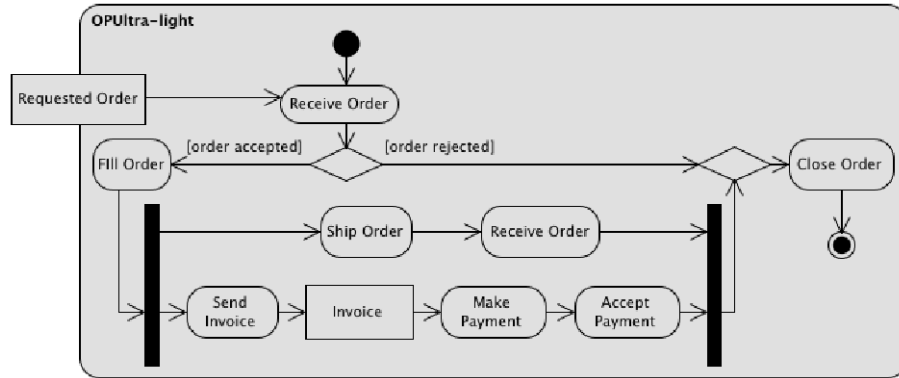 OPUltra-light
Requested Order
Receive Order
[order accepted]
[order rejected]
FIll Order
Close Order
Ship Order
Receive Order
Send
Invoice
Invoice
Make
Payment
Accept
Payment